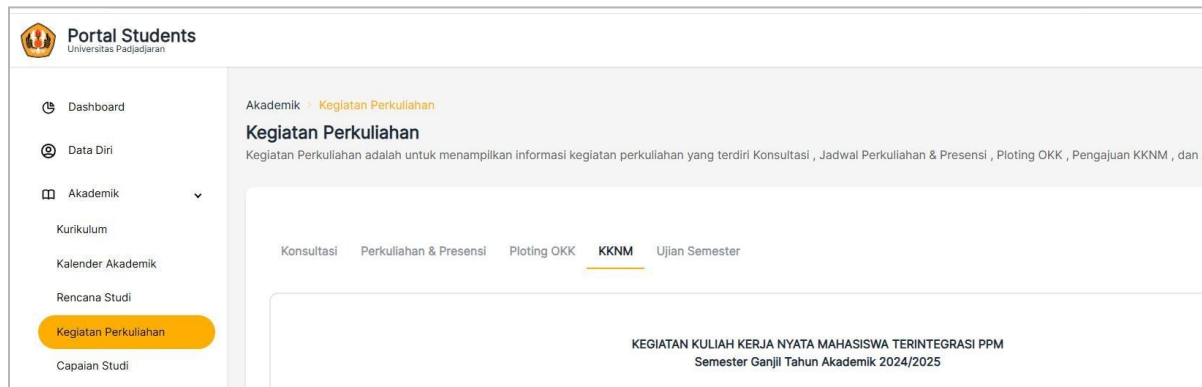 Portal Students
Universitas Padjadjaran
Dashboard
Data Diri
Akademik
Kurikulum
Kalender Akademik
Rencana Studi
Kegiatan Perkuliahan
Capaian Studi
Akademik Kegiatan Perkuliahan
Kegiatan Perkuliahan
Kegiatan Perkuliahan adalah untuk menampilkan informasi kegiatan perkuliahan yang terdiri Konsultasi , Jadwal Perkuliahan & Presensi , Ploting OKK , Pengajuan KKNM , dan
Konsultasi Perkuliahan & Presensi Ploting OKK KKNM Ujian Semester
KEGIATAN KULIAH KERJA NYATA MAHASISWA TERINTEGRASI PPM
Semester Ganjil Tahun Akademik 2024/2025